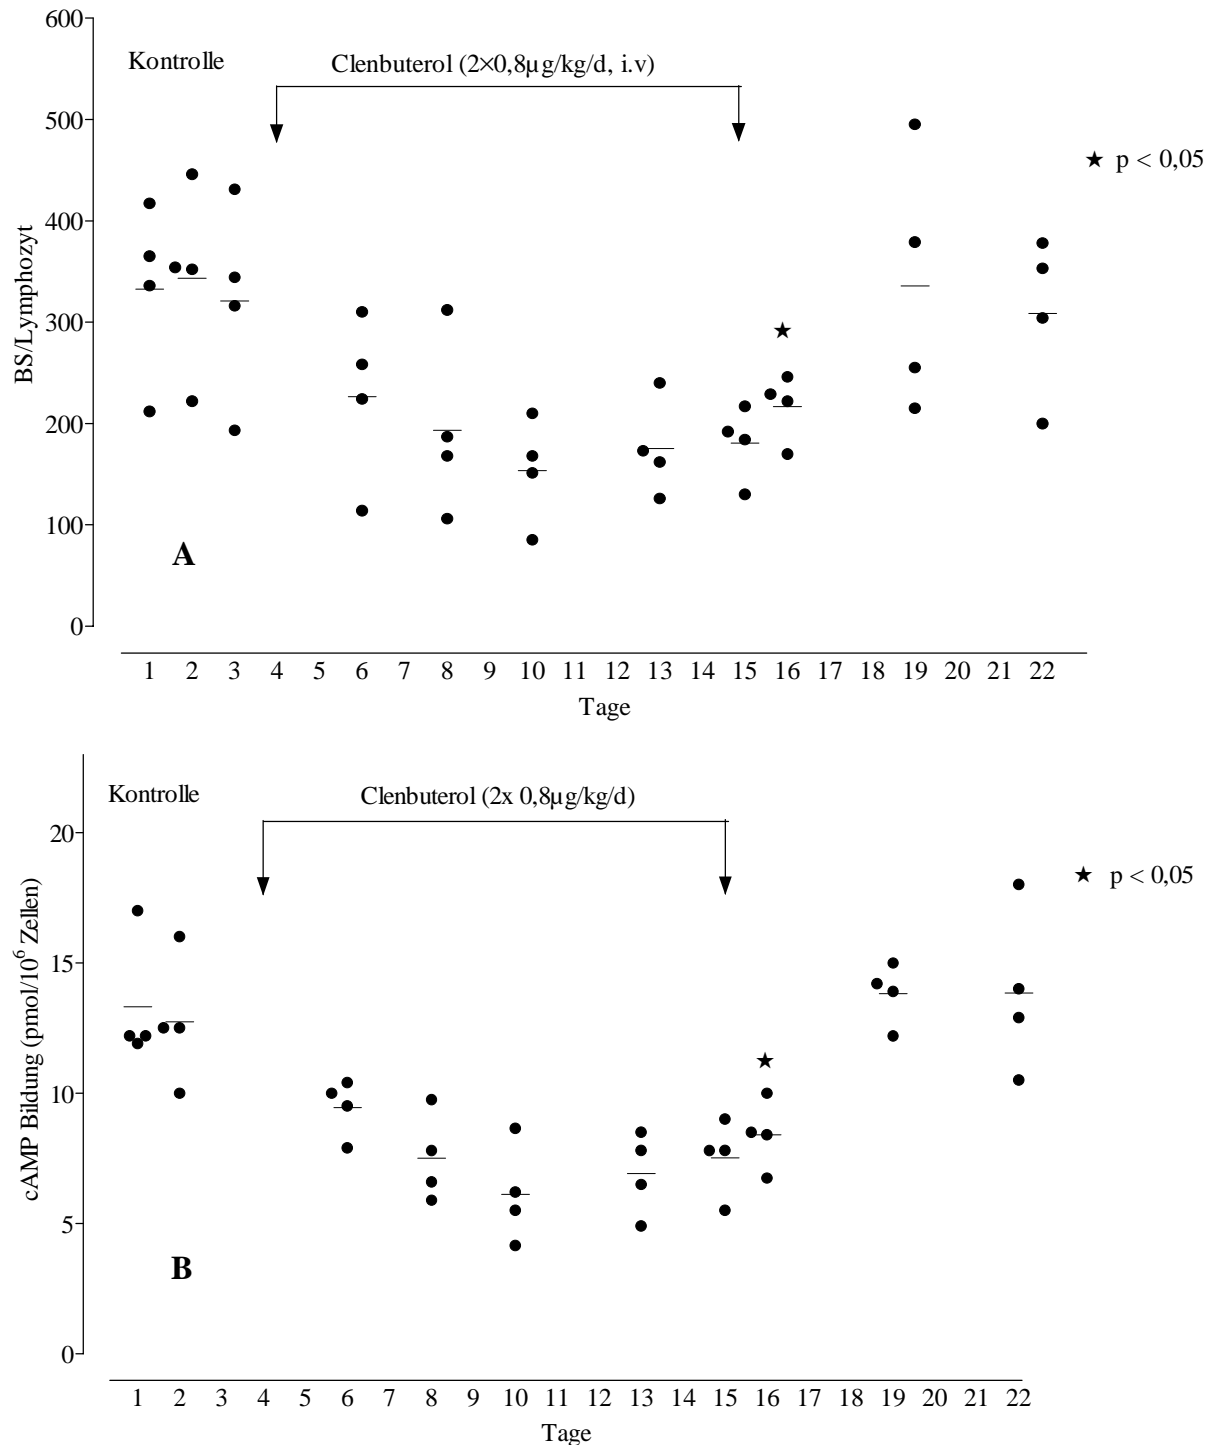 600
Kontrolle
Clenbuterol (2×0,8µg/kg/d, i.v)
500
★ p < 0,05
400
BS/Lymphozyt
300
★
200
100
A
0
1 2 3 4 5 6 7 8 9 10 11 12 13 14 15 16 17 18 19 20 21 22
Tage
Kontrolle
Clenbuterol (2x 0,8µg/kg/d)
20
★ p < 0,05
cAMP Bildung (pmol/10⁶ Zellen)
15
★
10
5
B
0
1 2 3 4 5 6 7 8 9 10 11 12 13 14 15 16 17 18 19 20 21 22
Tage